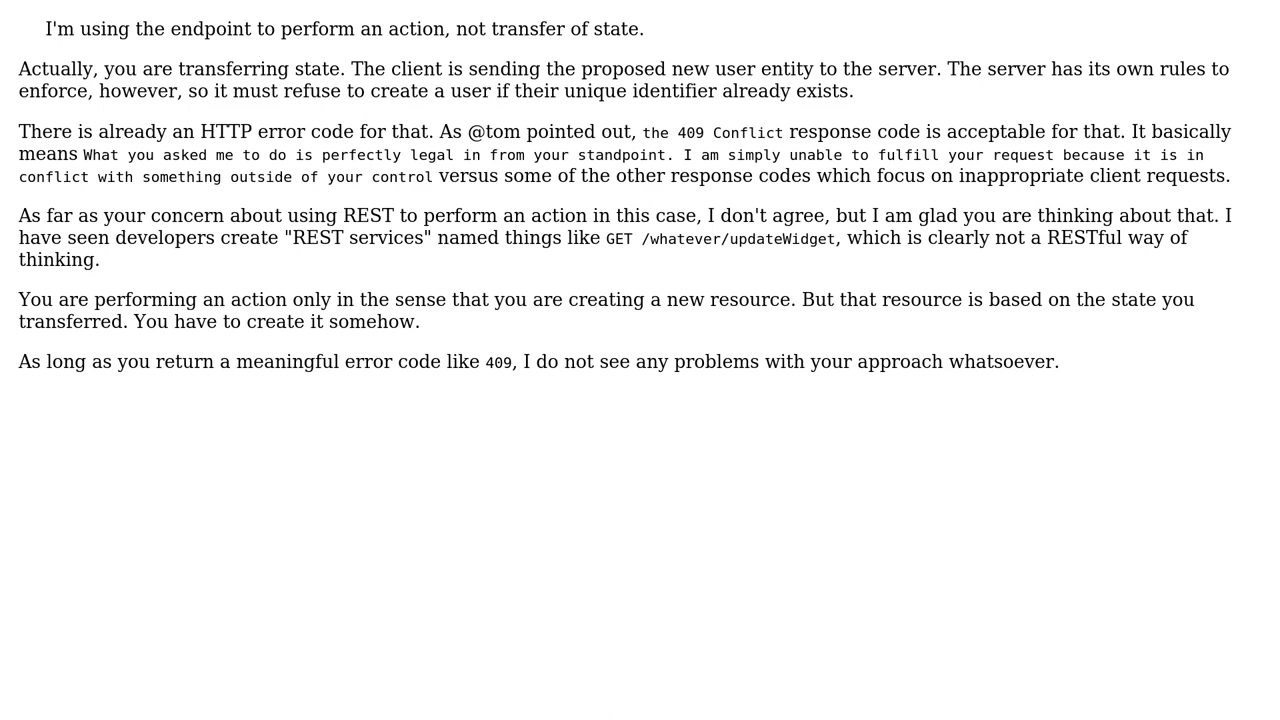 I'm using the endpoint to perform an action, not transfer of state.
Actually, you are transferring state. The client is sending the proposed new user entity to the server. The server has its own rules to
enforce, however, so it must refuse to create a user if their unique identifier already exists.
There is already an HTTP error code for that. As @tom pointed out, the 409 Conflict response code is acceptable for that. It basically
means What you asked me to do is perfectly legal in from your standpoint. I am simply unable to fulfill your request because it is in
conflict with something outside of your control versus some of the other response codes which focus on inappropriate client requests.
As far as your concern about using REST to perform an action in this case, I don't agree, but I am glad you are thinking about that. I
have seen developers create "REST services" named things like GET /whatever/updateWidget, which is clearly not a RESTful way of
thinking.
You are performing an action only in the sense that you are creating a new resource. But that resource is based on the state you
transferred. You have to create it somehow.
As long as you return a meaningful error code like 409, I do not see any problems with your approach whatsoever.